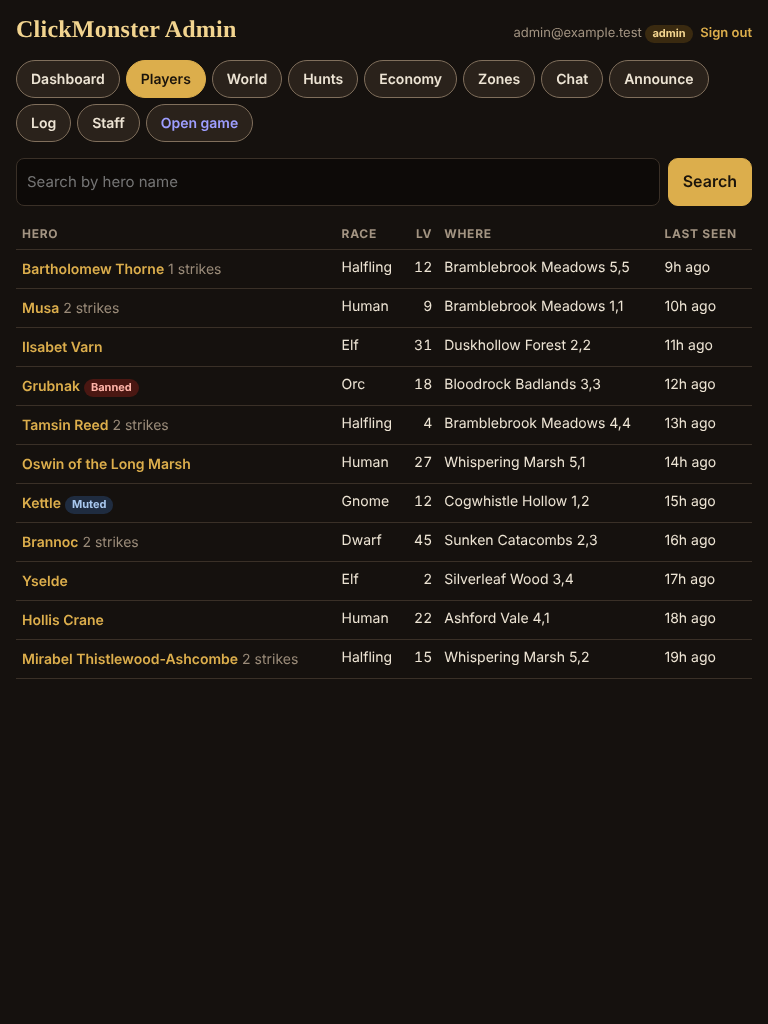 ClickMonster Admin
admin@example.test admin Sign out
Dashboard Players World Hunts Economy Zones Chat Announce
Log Staff Open game
Search by hero name Search
HERO RACE LV WHERE LAST SEEN
Bartholomew Thorne 1 strikes Halfling 12 Bramblebrook Meadows 5,5 9h ago
Musa 2 strikes Human 9 Bramblebrook Meadows 1,1 10h ago
Ilsabet Varn Elf 31 Duskhollow Forest 2,2 11h ago
Grubnak Banned Orc 18 Bloodrock Badlands 3,3 12h ago
Tamsin Reed 2 strikes Halfling 4 Bramblebrook Meadows 4,4 13h ago
Oswin of the Long Marsh Human 27 Whispering Marsh 5,1 14h ago
Kettle Muted Gnome 12 Cogwhistle Hollow 1,2 15h ago
Brannoc 2 strikes Dwarf 45 Sunken Catacombs 2,3 16h ago
Yselde Elf 2 Silverleaf Wood 3,4 17h ago
Hollis Crane Human 22 Ashford Vale 4,1 18h ago
Mirabel Thistlewood-Ashcombe 2 strikes Halfling 15 Whispering Marsh 5,2 19h ago